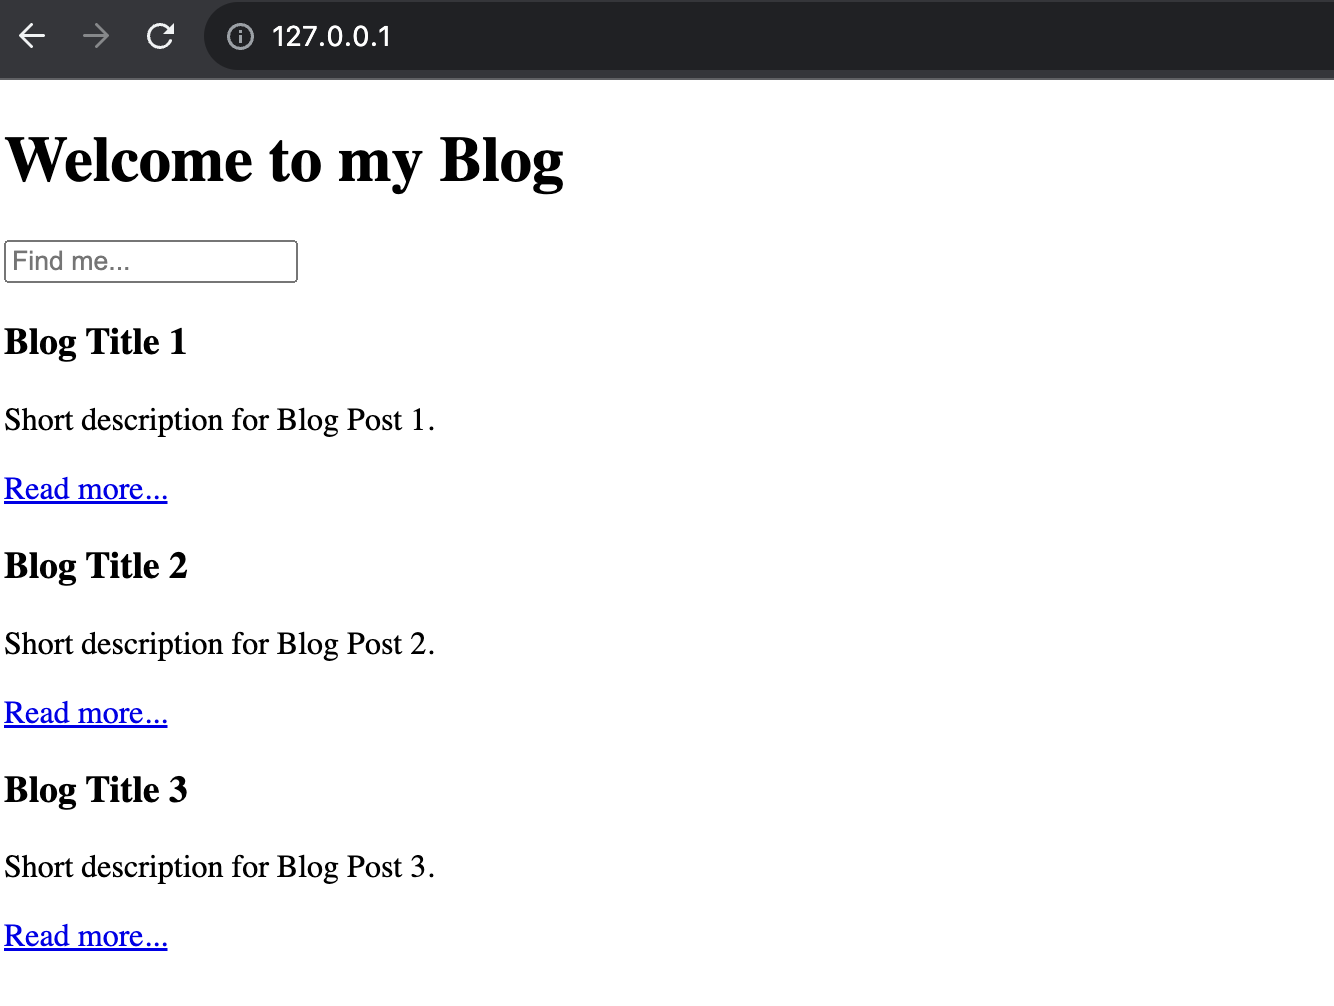 127.0.0.1
Welcome to my Blog
Find me...
Blog Title 1
Short description for Blog Post 1.
Read more...
Blog Title 2
Short description for Blog Post 2.
Read more...
Blog Title 3
Short description for Blog Post 3.
Read more...